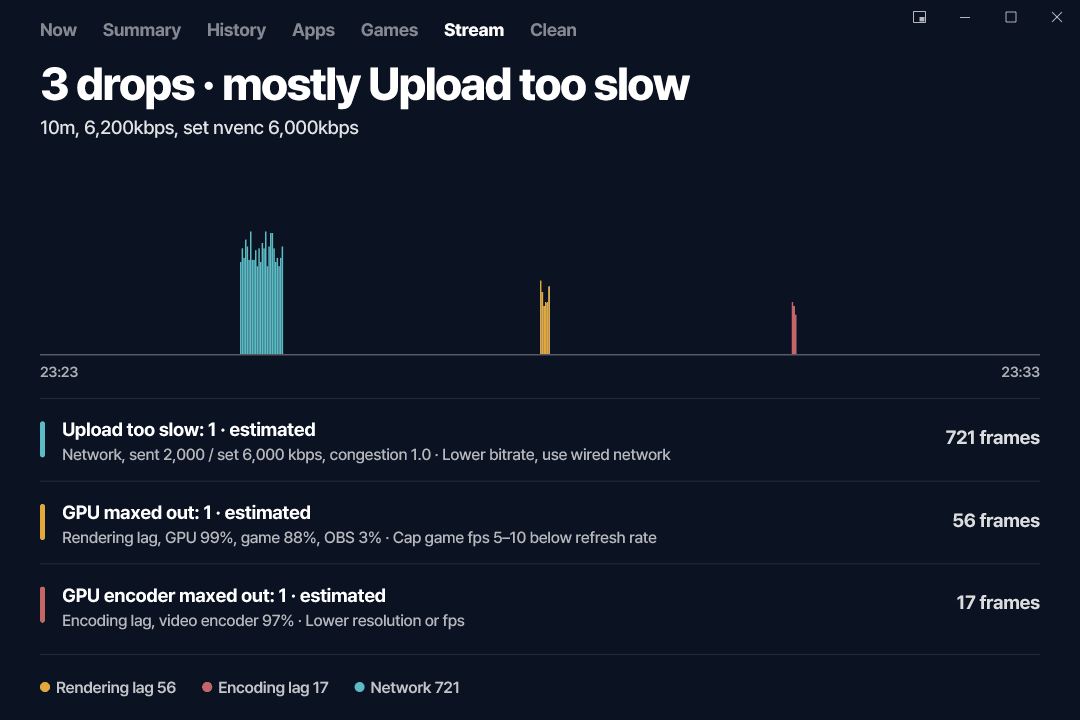 Now Summary History Apps Games Stream Clean
3 drops · mostly Upload too slow
10m, 6,200kbps, set nvenc 6,000kbps
23:23 23:33
Upload too slow: 1 · estimated
721 frames
Network, sent 2,000 / set 6,000 kbps, congestion 1.0 · Lower bitrate, use wired network
GPU maxed out: 1 · estimated
56 frames
Rendering lag, GPU 99%, game 88%, OBS 3% · Cap game fps 5–10 below refresh rate
GPU encoder maxed out: 1 · estimated
17 frames
Encoding lag, video encoder 97% · Lower resolution or fps
Rendering lag 56 Encoding lag 17 Network 721